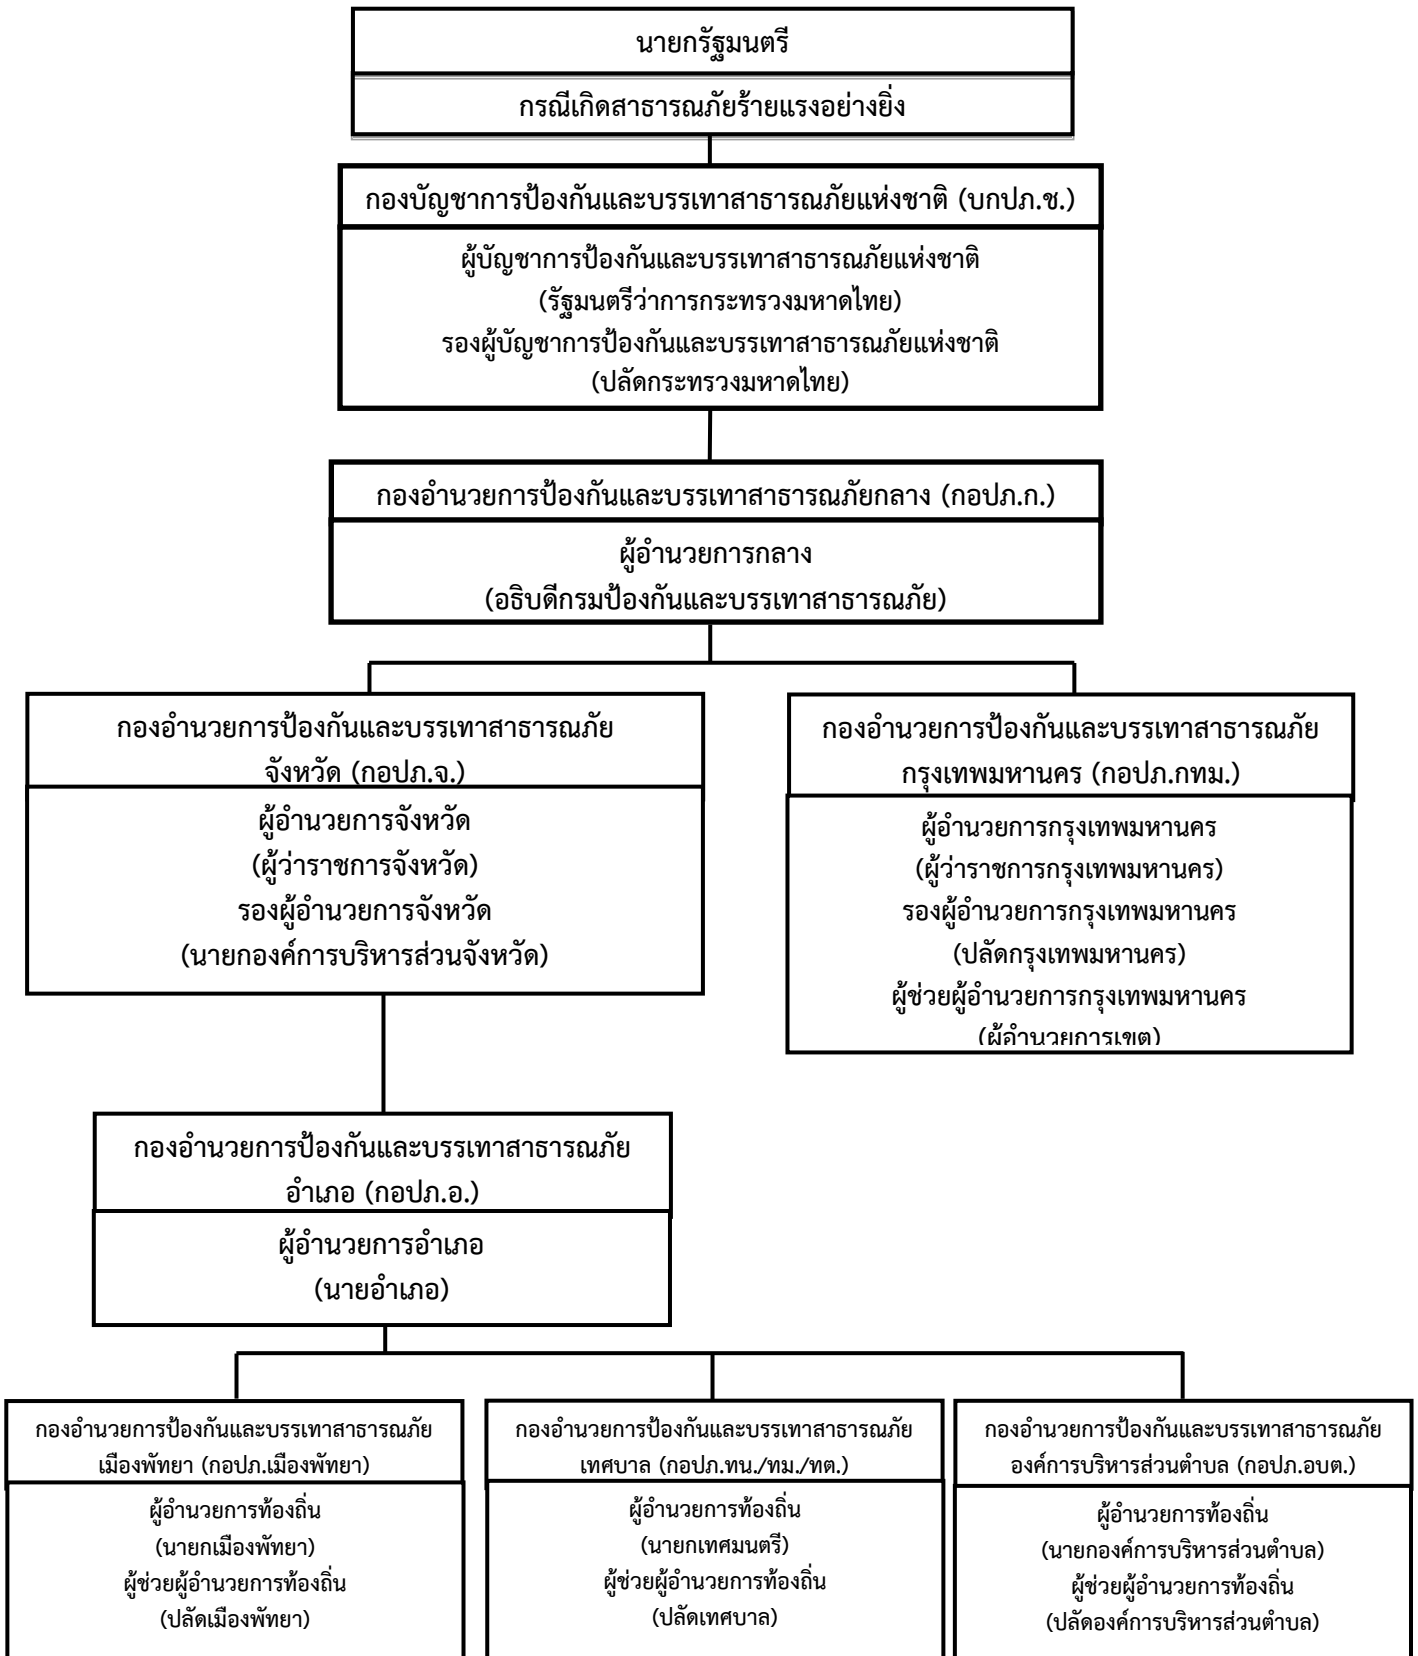 นายกรัฐมนตรี
กรณีเกิดสาธารณภัยร้ายแรงอย่างยิ่ง
กองบัญชาการป้องกันและบรรเทาสาธารณภัยแห่งชาติ (บกปภ.ช.)
ผู้บัญชาการป้องกันและบรรเทาสาธารณภัยแห่งชาติ
(รัฐมนตรีว่าการกระทรวงมหาดไทย)
รองผู้บัญชาการป้องกันและบรรเทาสาธารณภัยแห่งชาติ
(ปลัดกระทรวงมหาดไทย)
กองอำนวยการป้องกันและบรรเทาสาธารณภัยกลาง (กอปภ.ก.)
ผู้อำนวยการกลาง
(อธิบดีกรมป้องกันและบรรเทาสาธารณภัย)
กองอำนวยการป้องกันและบรรเทาสาธารณภัย
จังหวัด (กอปภ.จ.)
ผู้อำนวยการจังหวัด
(ผู้ว่าราชการจังหวัด)
รองผู้อำนวยการจังหวัด
(นายกองค์การบริหารส่วนจังหวัด)
กองอำนวยการป้องกันและบรรเทาสาธารณภัย
กรุงเทพมหานคร (กอปภ.กทม.)
ผู้อำนวยการกรุงเทพมหานคร
(ผู้ว่าราชการกรุงเทพมหานคร)
รองผู้อำนวยการกรุงเทพมหานคร
(ปลัดกรุงเทพมหานคร)
ผู้ช่วยผู้อำนวยการกรุงเทพมหานคร
(ผู้อำนวยการเขต)
กองอำนวยการป้องกันและบรรเทาสาธารณภัย
อำเภอ (กอปภ.อ.)
ผู้อำนวยการอำเภอ
(นายอำเภอ)
กองอำนวยการป้องกันและบรรเทาสาธารณภัย
เมืองพัทยา (กอปภ.เมืองพัทยา)
ผู้อำนวยการท้องถิ่น
(นายกเมืองพัทยา)
ผู้ช่วยผู้อำนวยการท้องถิ่น
(ปลัดเมืองพัทยา)
กองอำนวยการป้องกันและบรรเทาสาธารณภัย
เทศบาล (กอปภ.ทน./ทม./ทต.)
ผู้อำนวยการท้องถิ่น
(นายกเทศมนตรี)
ผู้ช่วยผู้อำนวยการท้องถิ่น
(ปลัดเทศบาล)
กองอำนวยการป้องกันและบรรเทาสาธารณภัย
องค์การบริหารส่วนตำบล (กอปภ.อบต.)
ผู้อำนวยการท้องถิ่น
(นายกองค์การบริหารส่วนตำบล)
ผู้ช่วยผู้อำนวยการท้องถิ่น
(ปลัดองค์การบริหารส่วนตำบล)